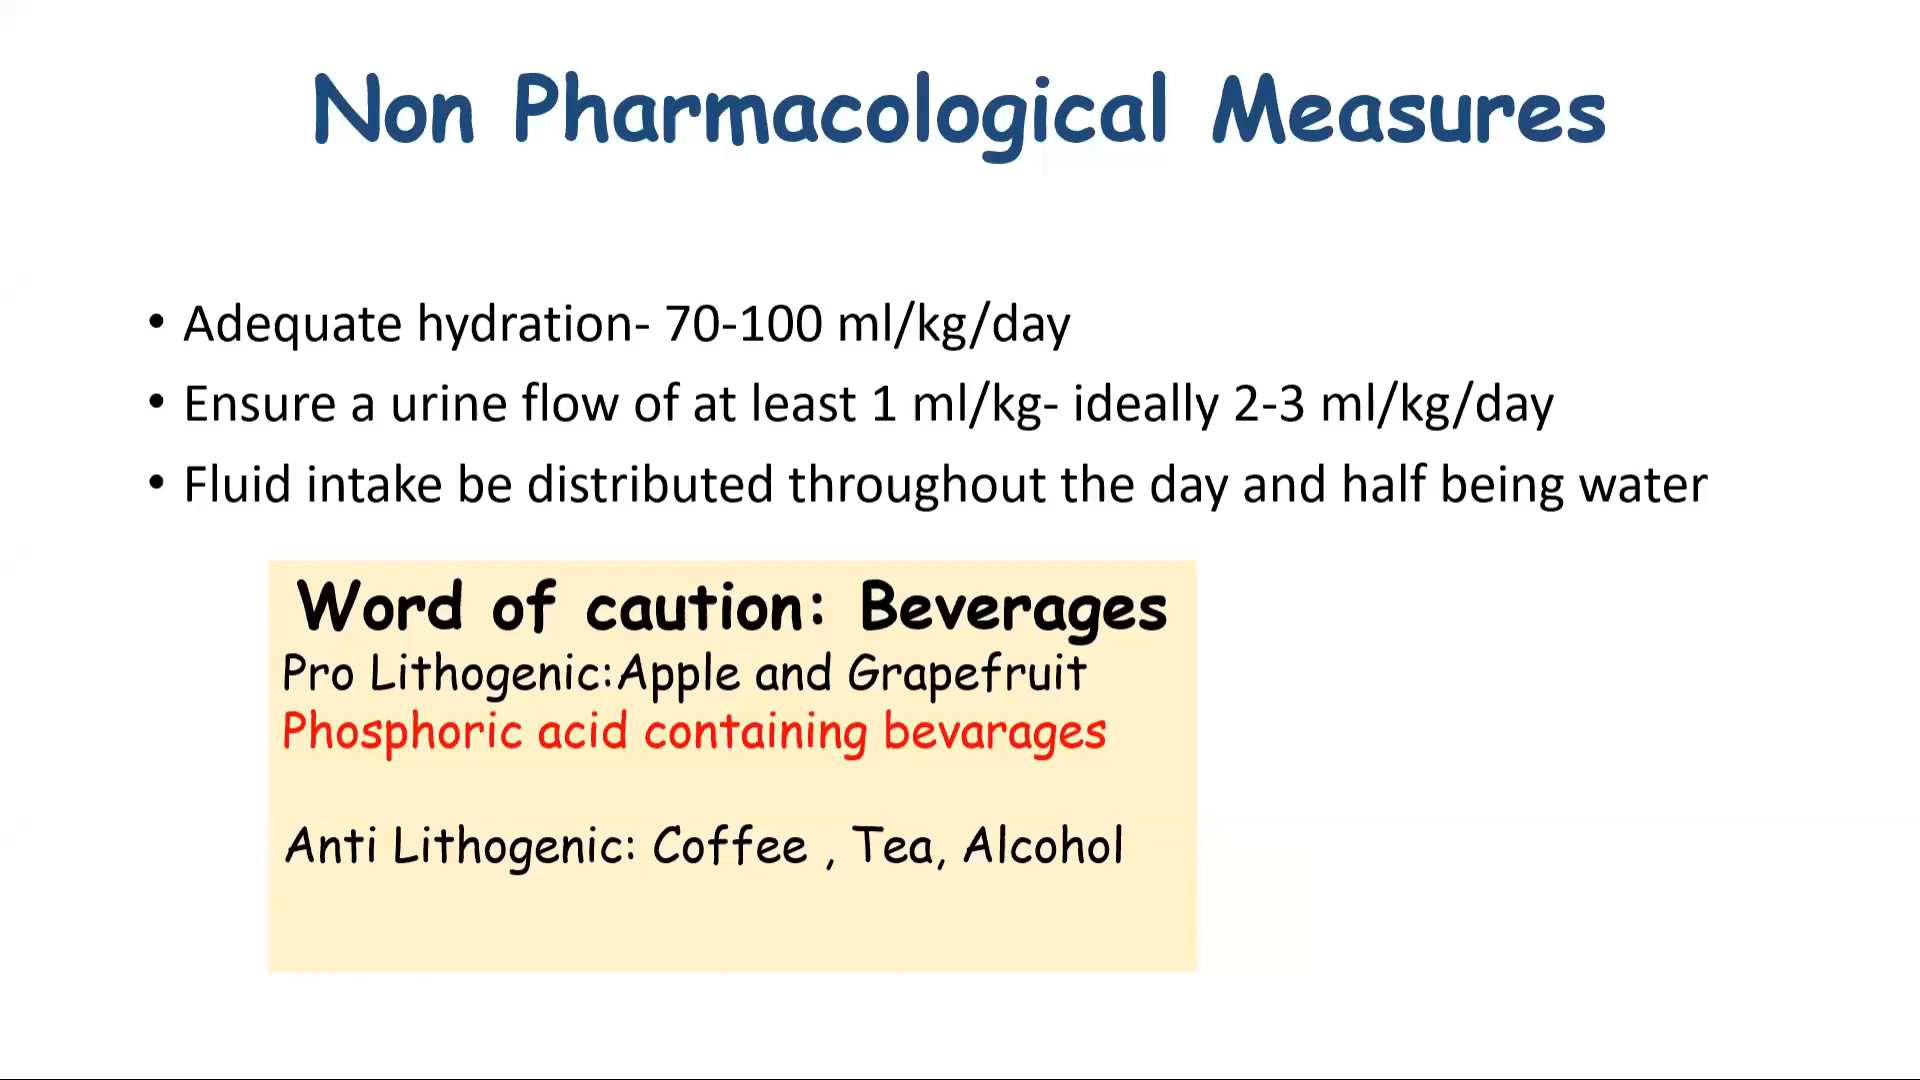 Non Pharmacological Measures
• Adequate hydration- 70-100 ml/kg/day
• Ensure a urine flow of at least 1 ml/kg- ideally 2-3 ml/kg/day
• Fluid intake be distributed throughout the day and half being water
Word of caution: Beverages
Pro Lithogenic:Apple and Grapefruit
Phosphoric acid containing bevarages
Anti Lithogenic: Coffee , Tea, Alcohol